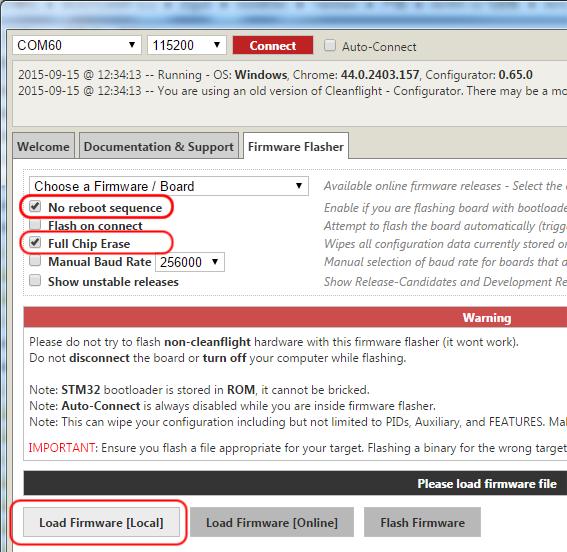 COM60 115200 Connect Auto-Connect
2015-09-15 @ 12:34:13 -- Running - OS: Windows, Chrome: 44.0.2403.157, Configurator: 0.65.0
2015-09-15 @ 12:34:13 -- You are using an old version of Cleanflight - Configurator. There may be a mo
Welcome Documentation & Support Firmware Flasher
Choose a Firmware / Board Available online firmware releases - Select the
No reboot sequence Enable if you are flashing board with bootloade
Flash on connect Attempt to flash the board automatically (trigg
Full Chip Erase Wipes all configuration data currently stored o
Manual Baud Rate 256000 Manual selection of baud rate for boards that
Show unstable releases Show Release-Candidates and Development Re
Warning
Please do not try to flash non-cleanflight hardware with this firmware flasher (it wont work).
Do not disconnect the board or turn off your computer while flashing.
Note: STM32 bootloader is stored in ROM, it cannot be bricked.
Note: Auto-Connect is always disabled while you are inside firmware flasher.
Note: This can wipe your configuration including but not limited to PIDs, Auxiliary, and FEATURES. Mal
IMPORTANT: Ensure you flash a file appropriate for your target. Flashing a binary for the wrong target
Please load firmware file
Load Firmware [Local] Load Firmware [Online] Flash Firmware